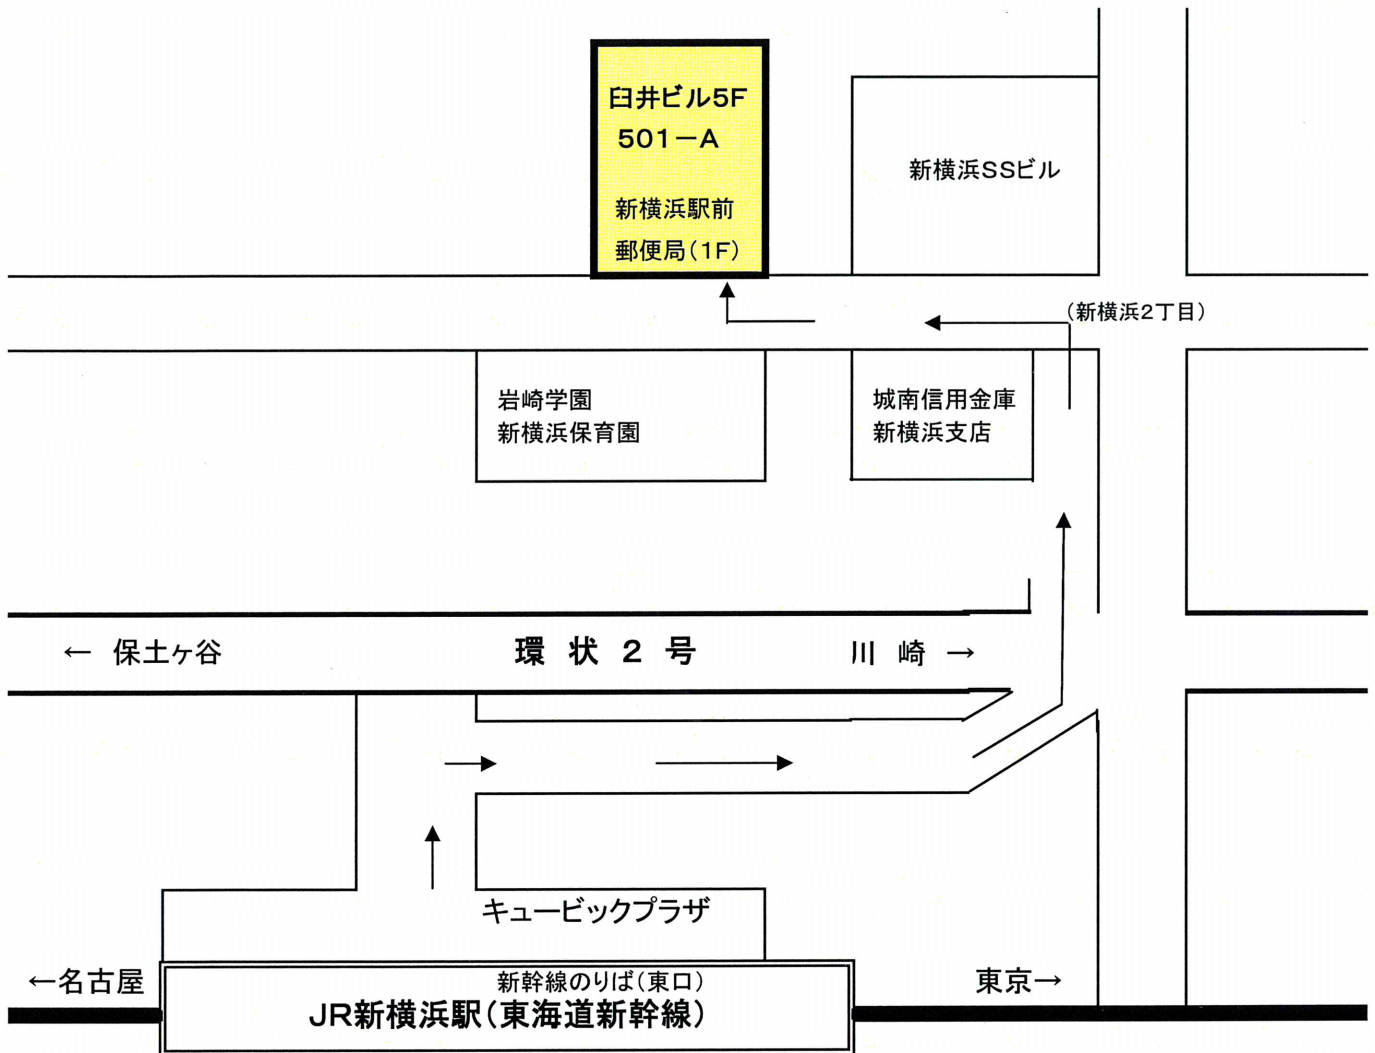 臼井ビル5F
501－A
新横浜駅前
郵便局(1F)
新横浜SSビル
(新横浜2丁目)
岩崎学園
新横浜保育園
城南信用金庫
新横浜支店
← 保土ヶ谷
環 状 2 号
川 崎 →
キュービックプラザ
←名古屋
新幹線のりば(東口)
東京→
JR新横浜駅(東海道新幹線)